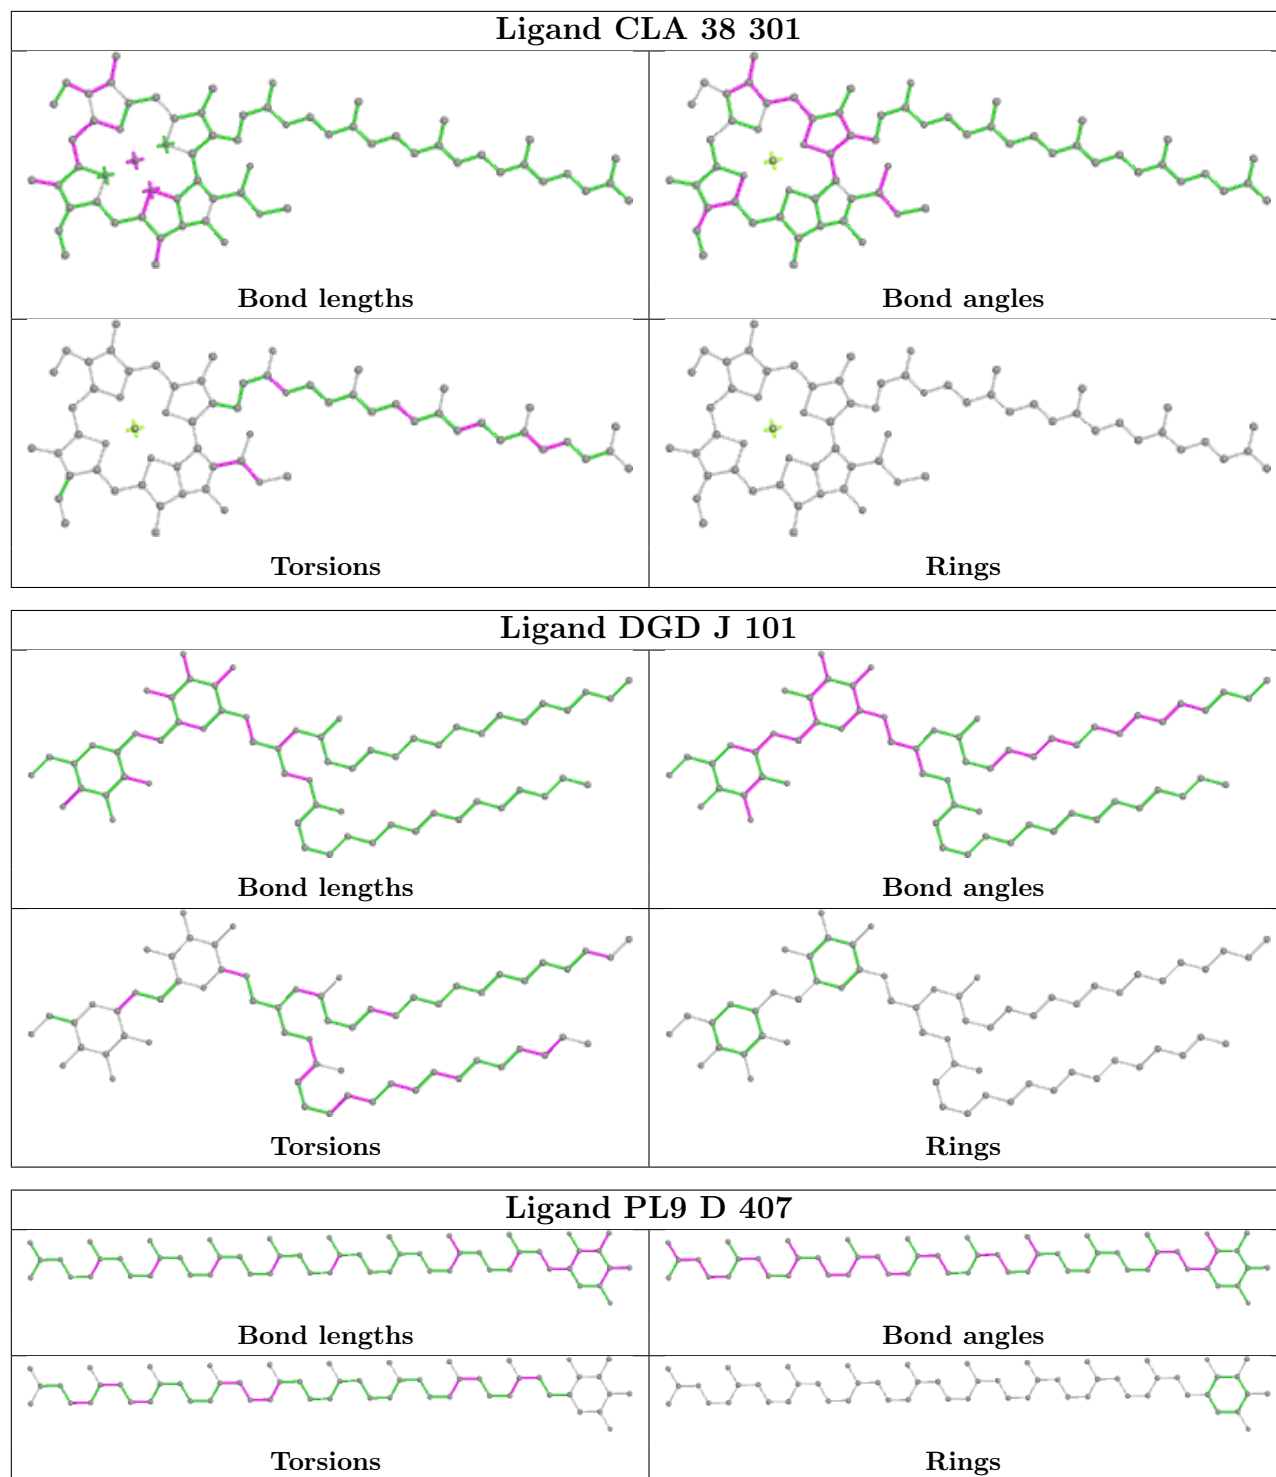 Ligand CLA 38 301
Bond lengths
Bond angles
Torsions
Rings
Ligand DGD J 101
Bond lengths
Bond angles
Torsions
Rings
Ligand PL9 D 407
Bond lengths
Bond angles
Torsions
Rings